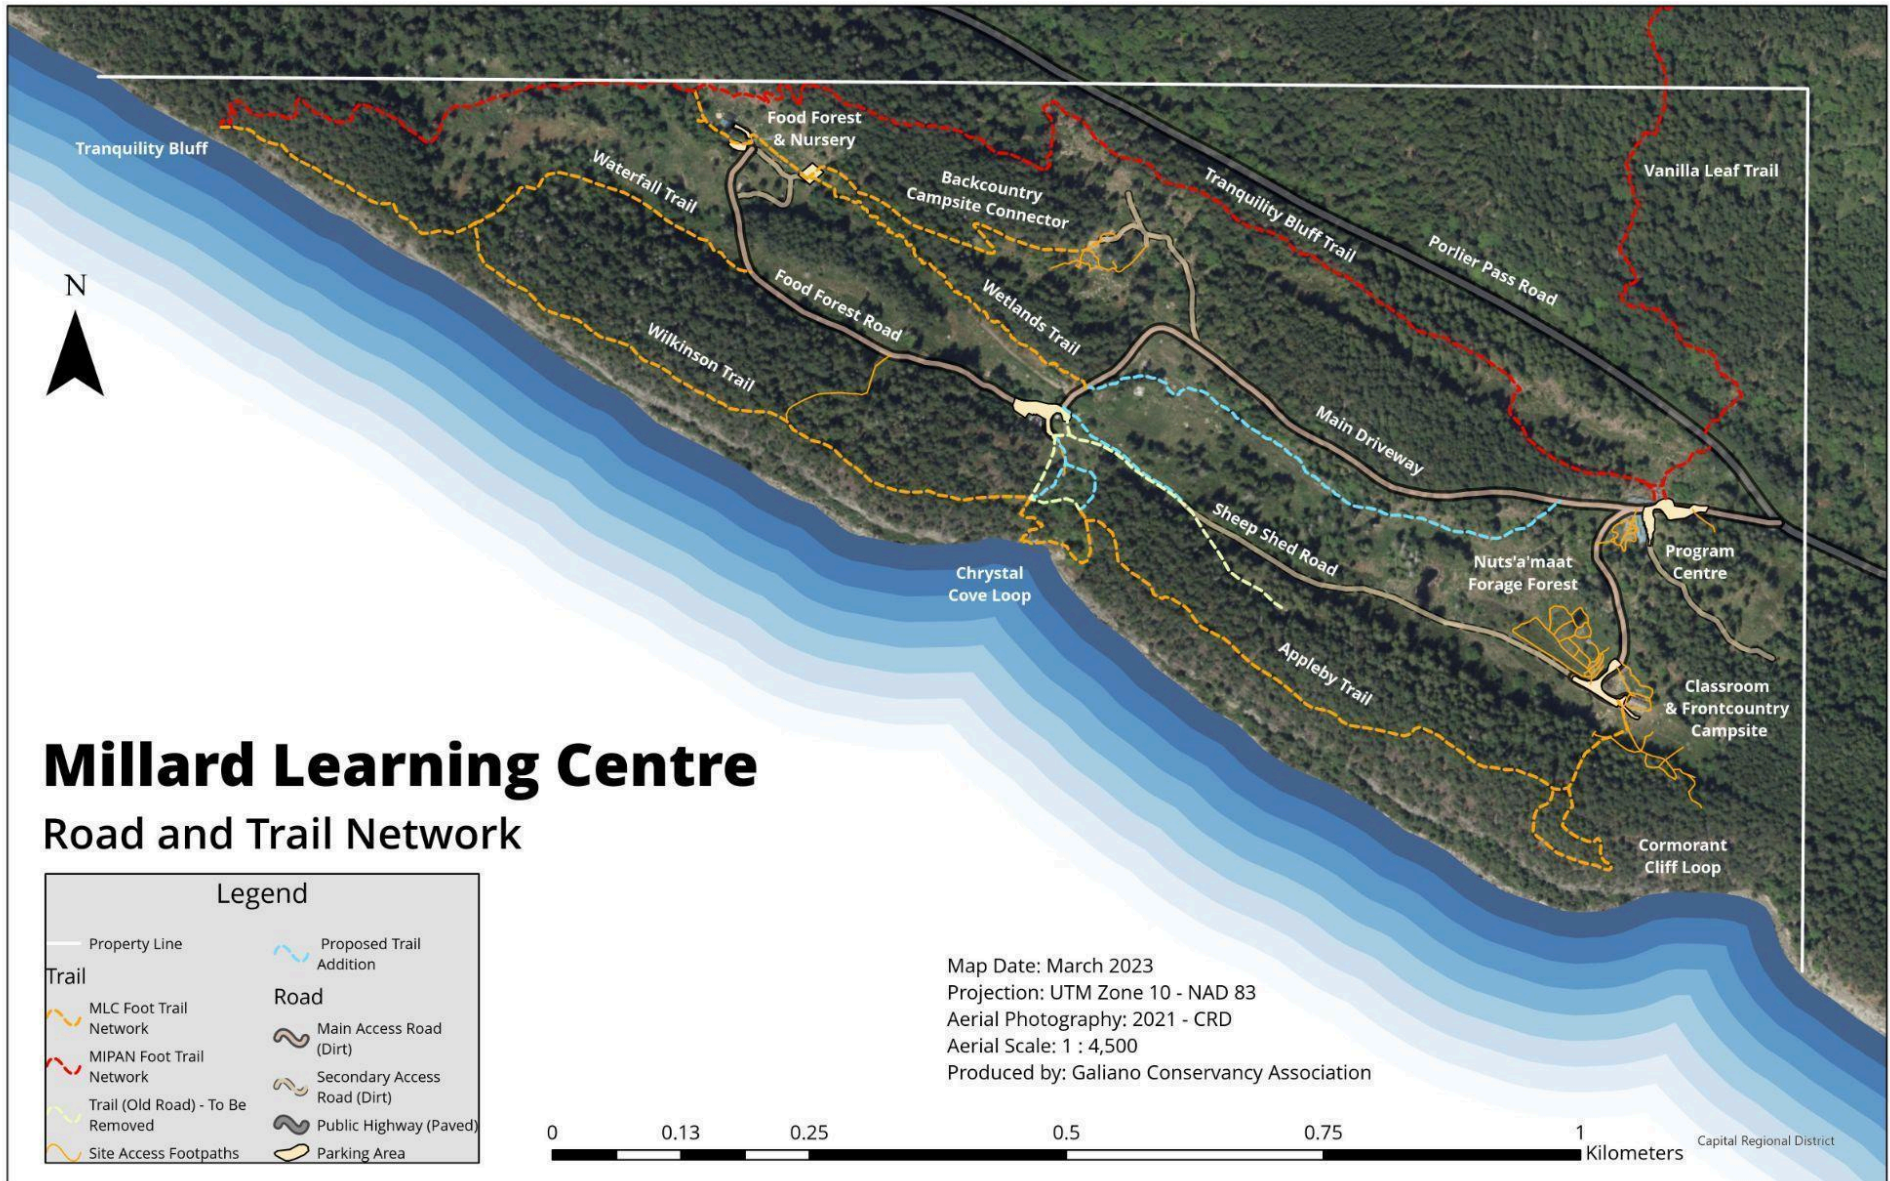 Tranquility Bluff
Food Forest
& Nursery
Waterfall Trail
Backcountry
Campsite Connector
Tranquility Bluff Trail
Vanilla Leaf Trail
Porlier Pass Road
N
Food Forest Road
Wetlands Trail
Wilkinson Trail
Main Driveway
Sheep Shed Road
Chrystal
Cove Loop
Nuts'a'maat
Forage Forest
Program
Centre
Appleby Trail
Classroom
& Frontcountry
Campsite
Cormorant
Cliff Loop
Millard Learning Centre
Road and Trail Network
Legend
Property Line
Trail
MLC Foot Trail
Network
MIPAN Foot Trail
Network
Trail (Old Road) - To Be
Removed
Site Access Footpaths
Proposed Trail
Addition
Road
Main Access Road
(Dirt)
Secondary Access
Road (Dirt)
Public Highway (Paved)
Parking Area
Map Date: March 2023
Projection: UTM Zone 10 - NAD 83
Aerial Photography: 2021 - CRD
Aerial Scale: 1 : 4,500
Produced by: Galiano Conservancy Association
0 0.13 0.25 0.5 0.75 1
Kilometers
Capital Regional District